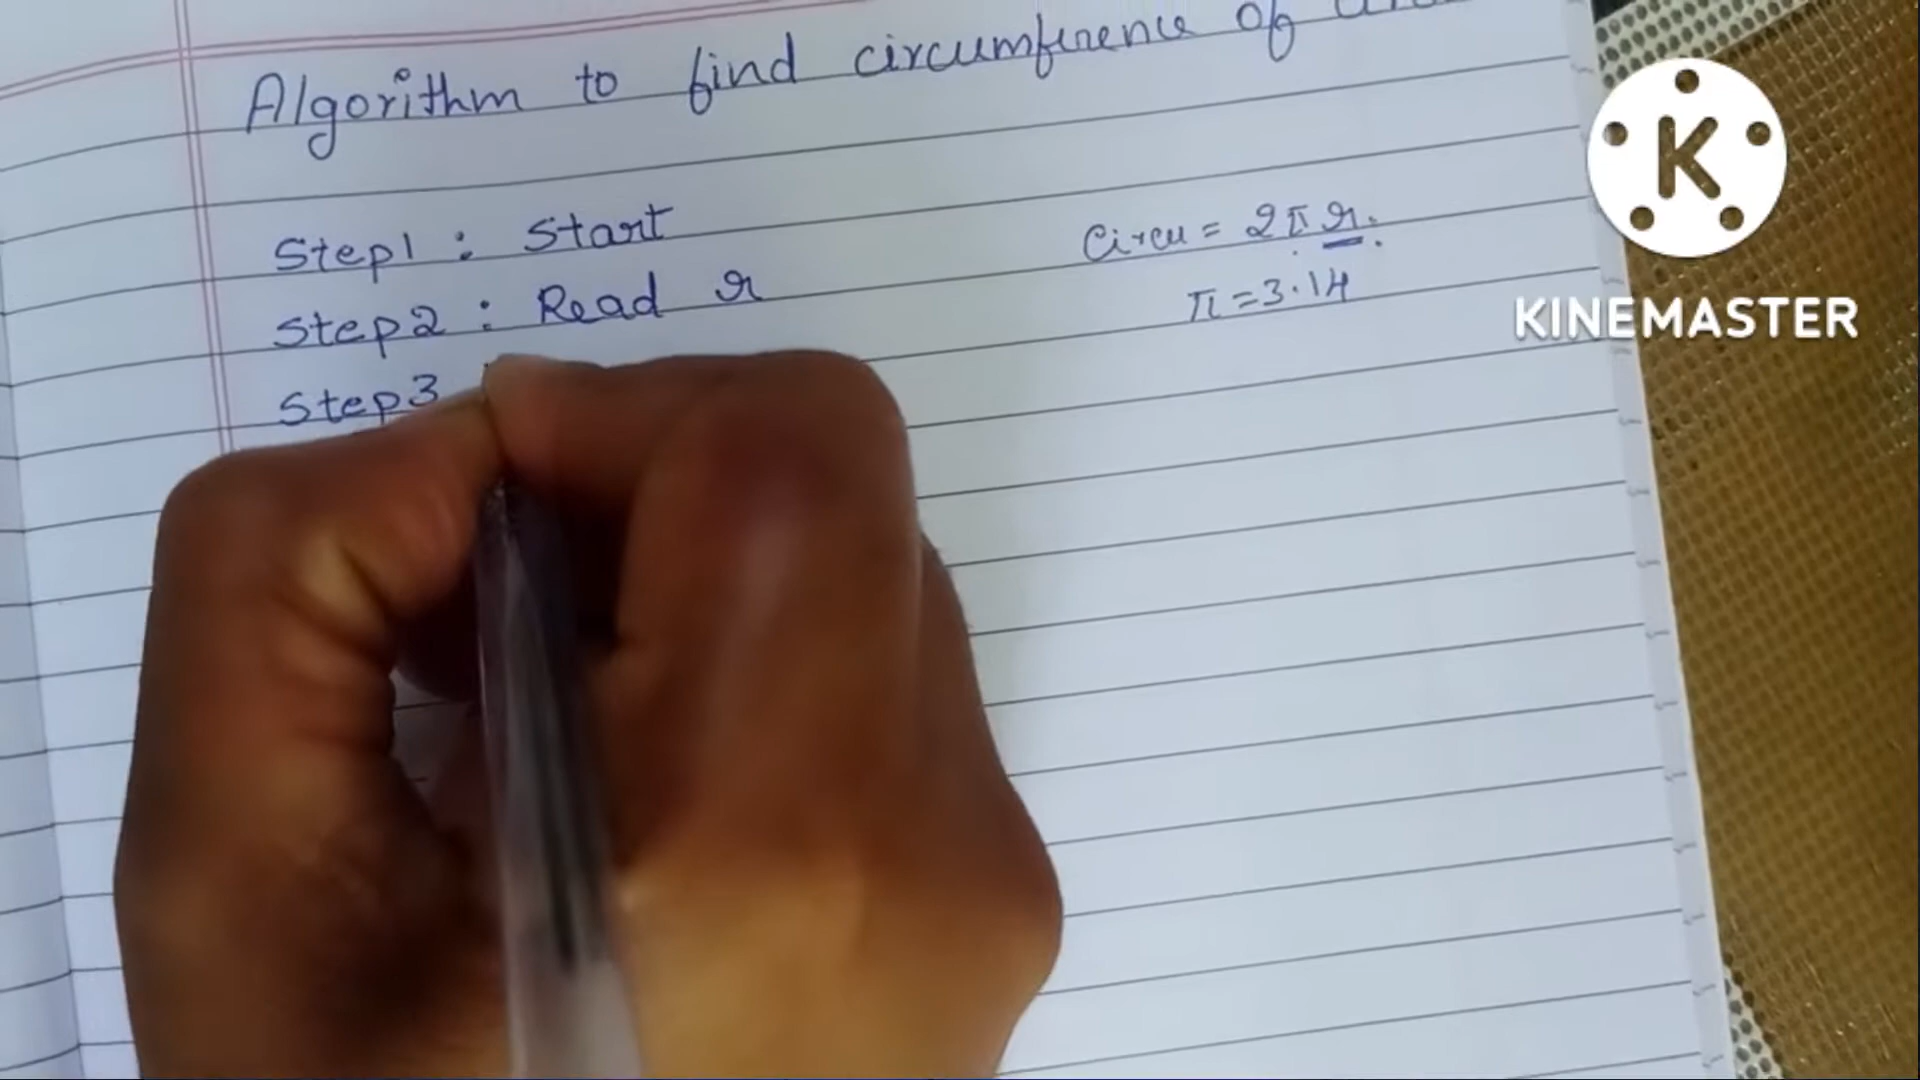 Algorithm to find circumference of
Step1 : Start
Step2 : Read r
Step3
Circu = 2πr.
π = 3.14
K
KINEMASTER